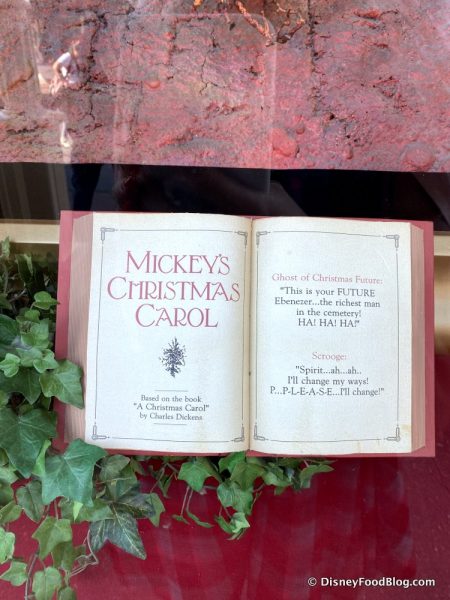 MICKEY'S
CHRISTMAS
CAROL
Based on the book
"A Christmas Carol"
by Charles Dickens
Ghost of Christmas Future:
"This is your FUTURE
Ebenezer...the richest man
in the cemetery!
HA! HA! HA!"
Scrooge:
"Spirit...ah...ah..
I'll change my ways!
P...P-L-E-A-S-E...I'll change!"
© DisneyFoodBlog.com